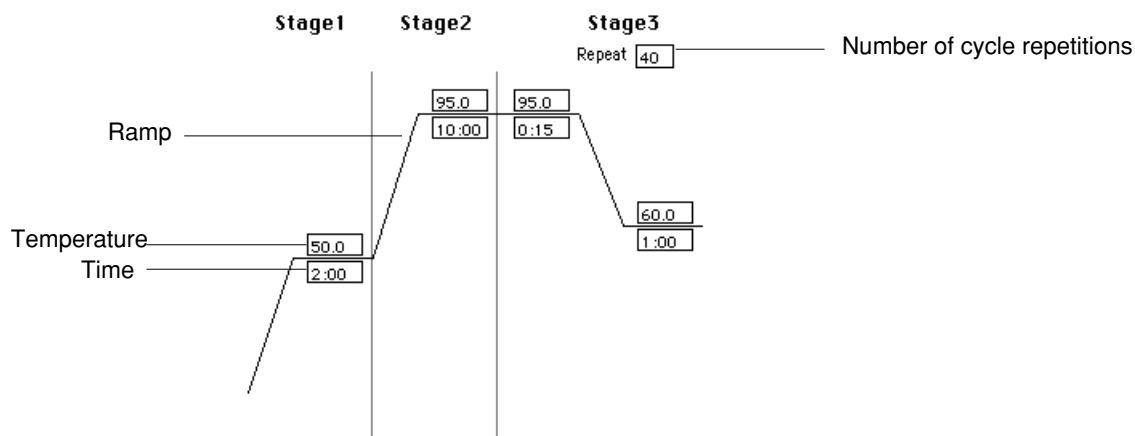 Stage1 Stage2 Stage3
Repeat 40 Number of cycle repetitions
95.0 95.0
Ramp 10:00 0:15
60.0
Temperature 50.0 1:00
Time 2:00